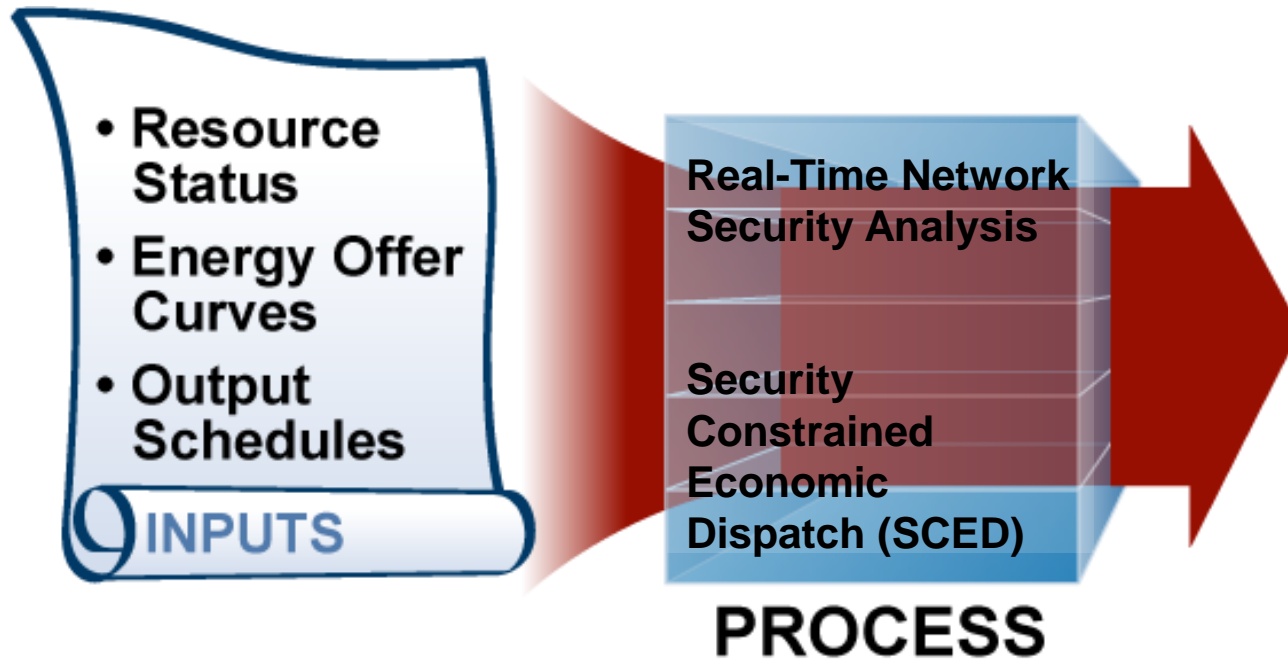 • Resource
Status
• Energy Offer
Curves
• Output
Schedules
INPUTS
Real-Time Network
Security Analysis
Security
Constrained
Economic
Dispatch (SCED)
PROCESS